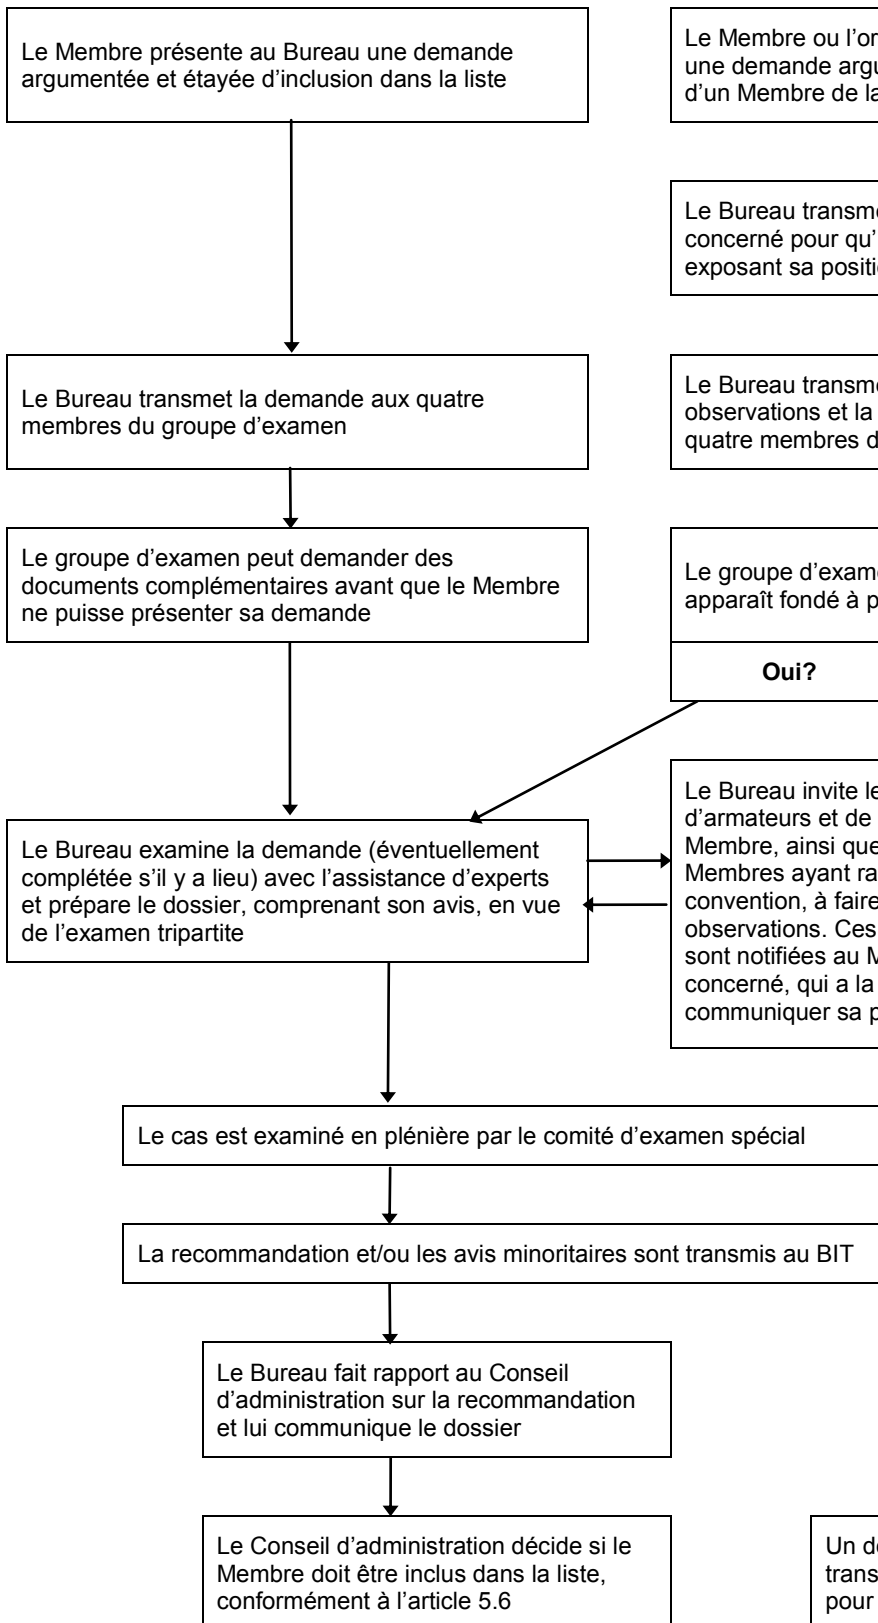 Le Membre présente au Bureau une demande
argumentée et étayée d’inclusion dans la liste
Le Membre ou l’or
une demande argu
d’un Membre de la
Le Bureau transme
concerné pour qu’
exposant sa positi
Le Bureau transmet la demande aux quatre
membres du groupe d’examen
Le Bureau transme
observations et la
quatre membres d
Le groupe d’examen peut demander des
documents complémentaires avant que le Membre
ne puisse présenter sa demande
Le groupe d’exame
apparaît fondé à p
Oui?
Le Bureau examine la demande (éventuellement
complétée s’il y a lieu) avec l’assistance d’experts
et prépare le dossier, comprenant son avis, en vue
de l’examen tripartite
Le Bureau invite le
d’armateurs et de
Membre, ainsi que
Membres ayant ra
convention, à faire
observations. Ces
sont notifiées au M
concerné, qui a la
communiquer sa p
Le cas est examiné en plénière par le comité d’examen spécial
La recommandation et/ou les avis minoritaires sont transmis au BIT
Le Bureau fait rapport au Conseil
d’administration sur la recommandation
et lui communique le dossier
Le Conseil d’administration décide si le
Membre doit être inclus dans la liste,
conformément à l’article 5.6
Un de
trans
pour